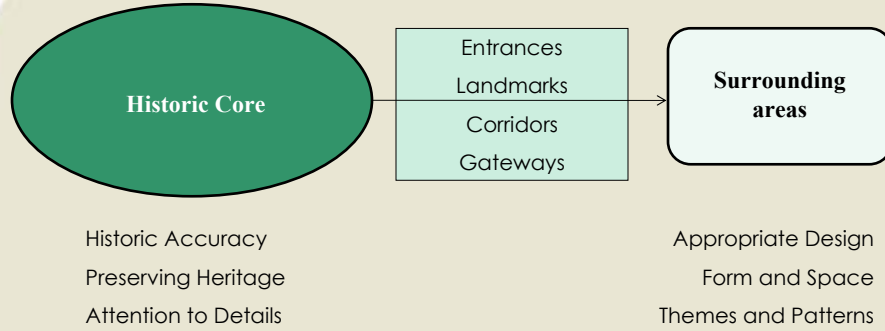 Historic Core
Entrances
Landmarks
Corridors
Gateways
Surrounding
areas
Historic Accuracy
Preserving Heritage
Attention to Details
Appropriate Design
Form and Space
Themes and Patterns